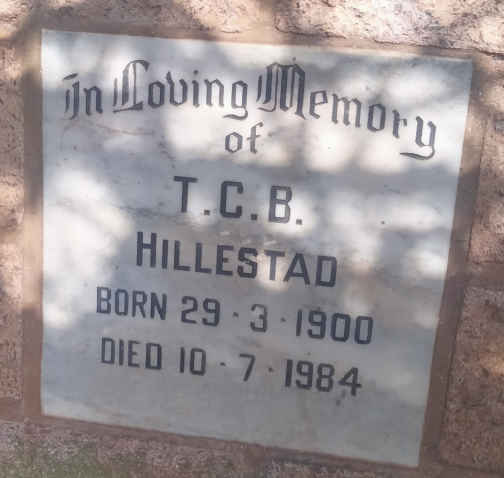 In Loving Memory
of
T.C.B.
HILLESTAD
BORN 29·3·1900
DIED 10·7·1984